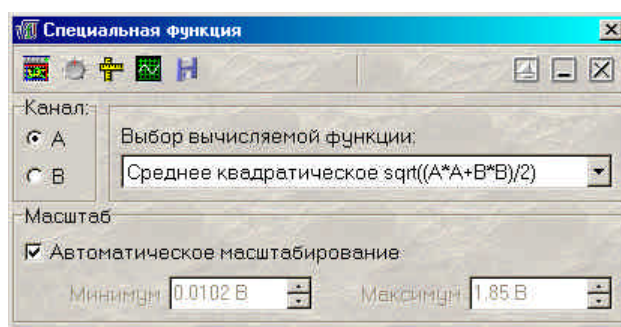 Специальная функция
Канал:
A
B
Выбор вычисляемой функции:
Среднее квадратическое sqrt((A*A+B*B)/2)
Масштаб
Автоматическое масштабирование
Минимум 0.0102 В
Максимум 1.85 В